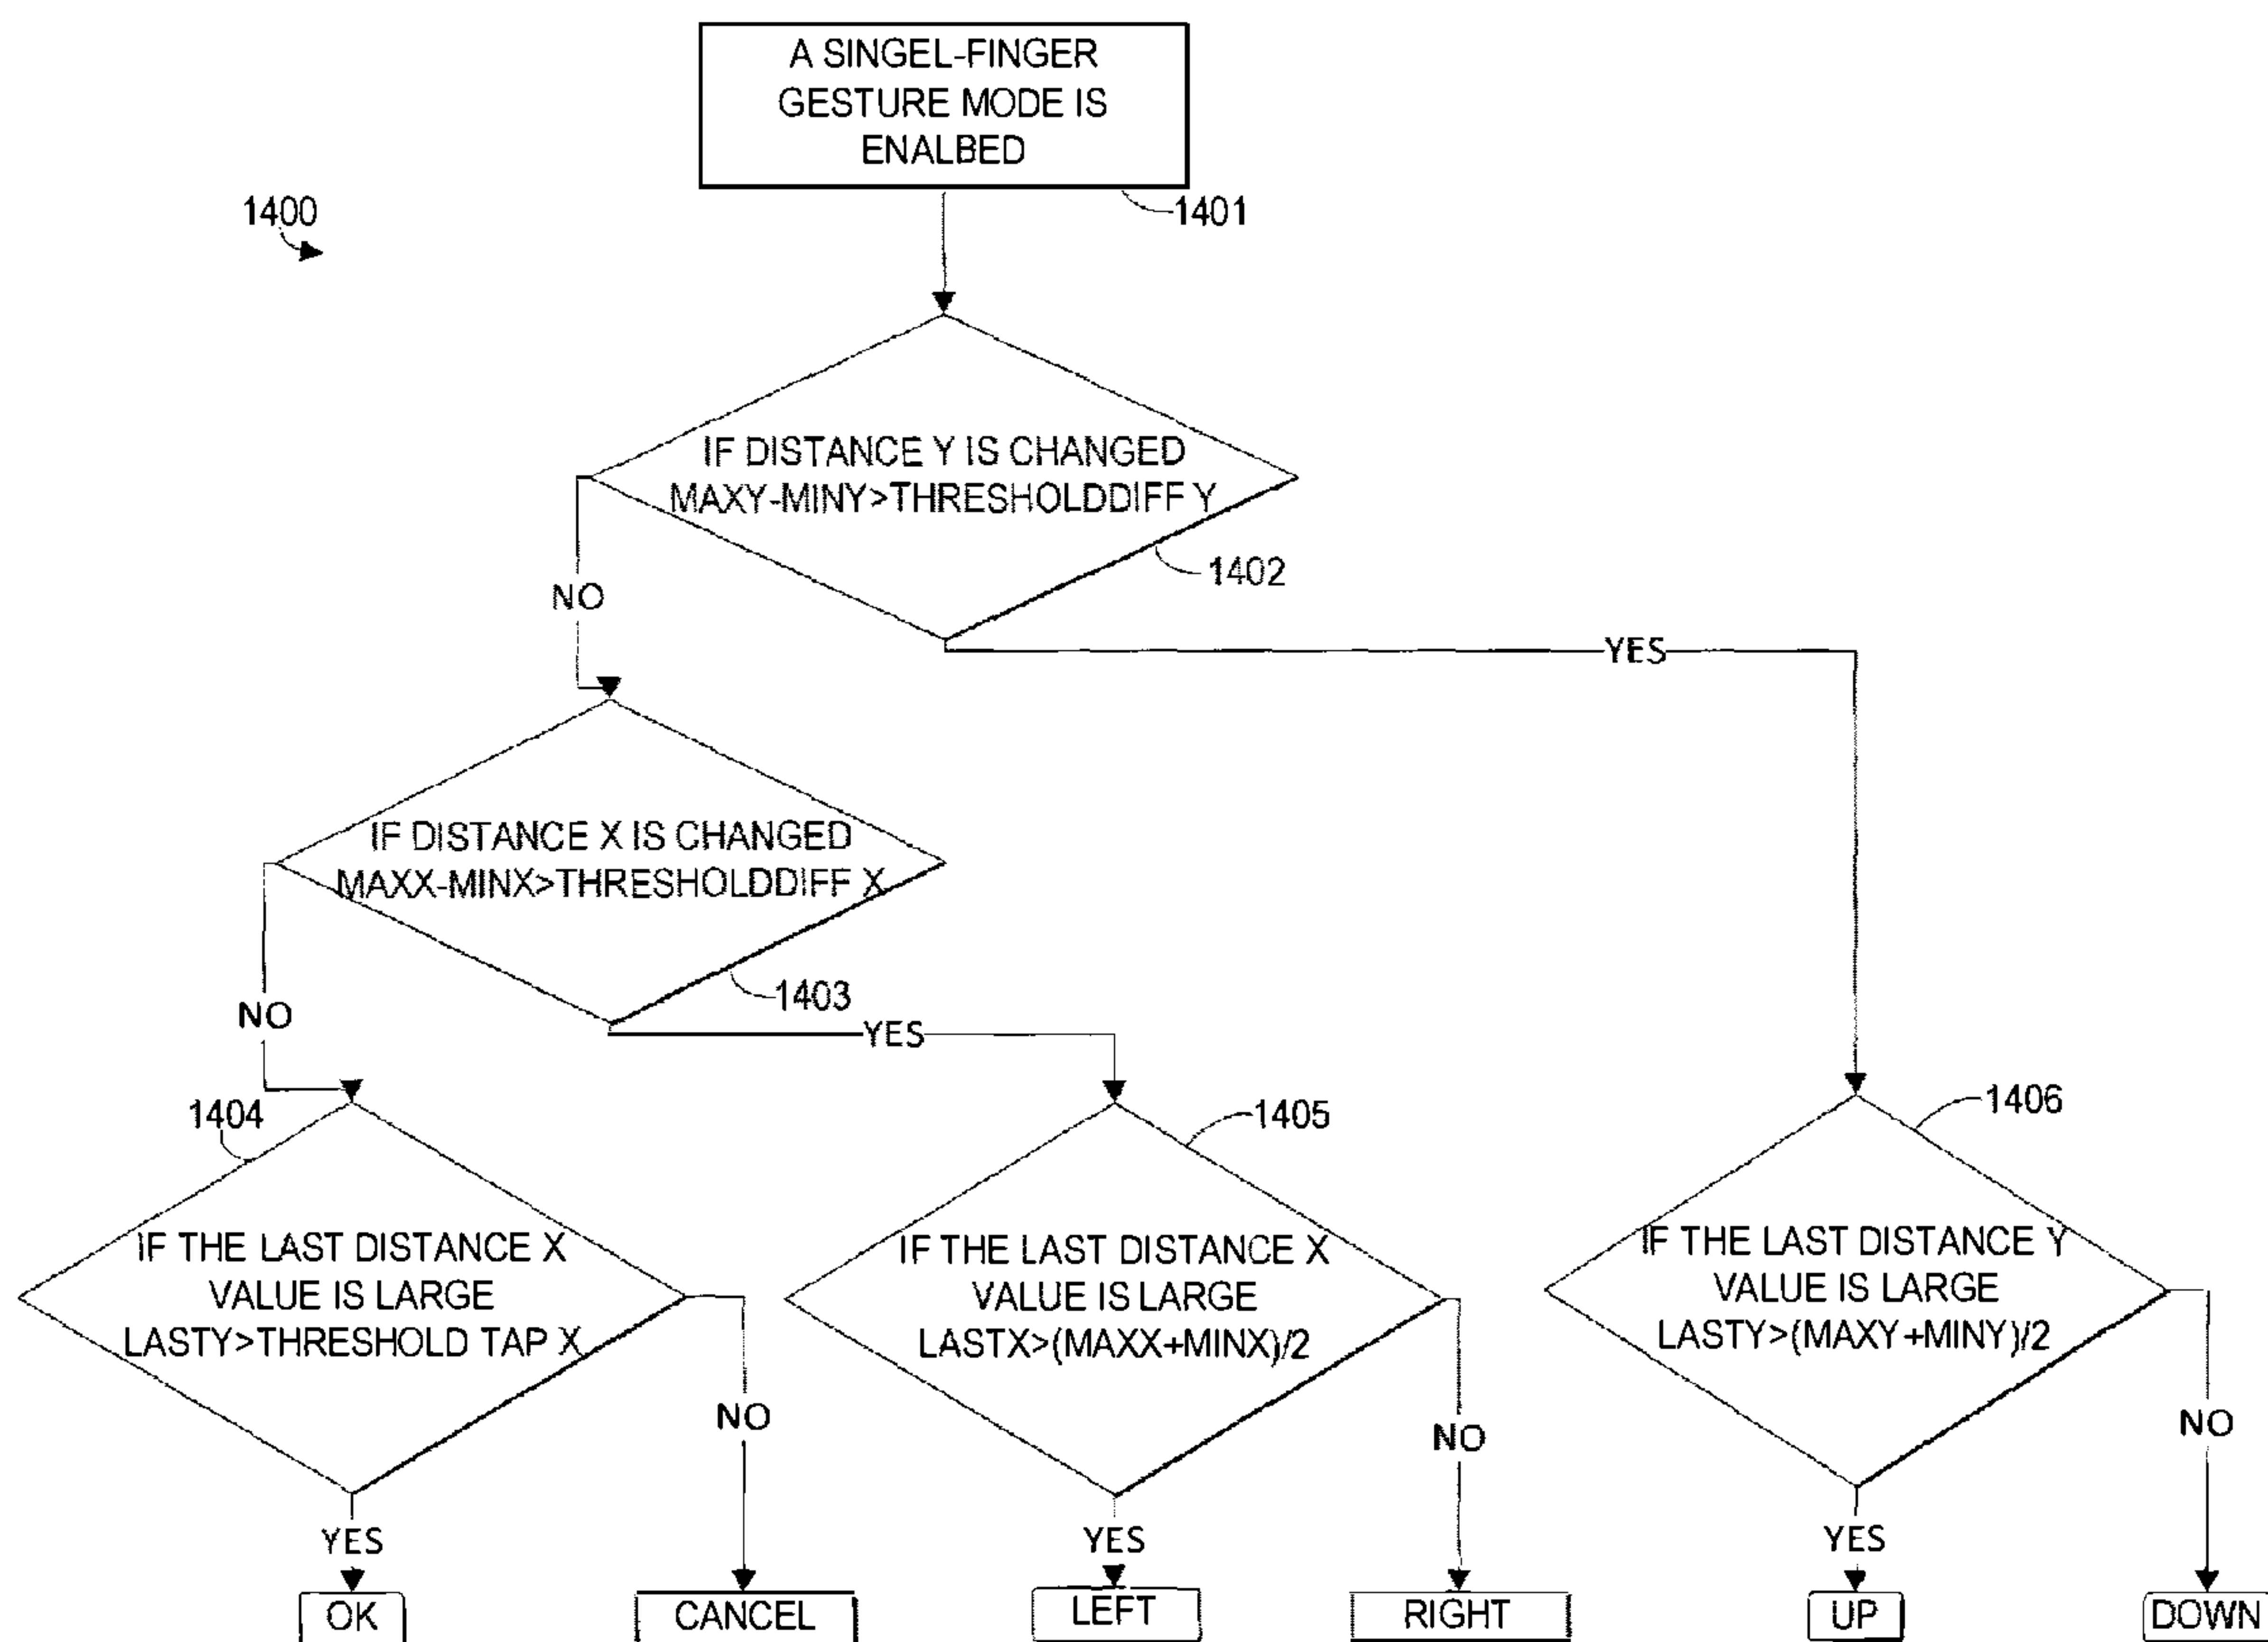 A SINGEL-FINGER
GESTURE MODE IS
ENALBED
1400
1401
IF DISTANCE Y IS CHANGED
MAXY-MINY>THRESHOLDDIFF Y
1402
NO
YES
IF DISTANCE X IS CHANGED
MAXX-MINX>THRESHOLDDIFF X
1403
NO
YES
1404
1405
1406
IF THE LAST DISTANCE X
VALUE IS LARGE
LASTY>THRESHOLD TAP X
IF THE LAST DISTANCE X
VALUE IS LARGE
LASTX>(MAXX+MINX)/2
IF THE LAST DISTANCE Y
VALUE IS LARGE
LASTY>(MAXY+MINY)/2
NO
NO
NO
YES
YES
YES
OK
CANCEL
LEFT
RIGHT
UP
DOWN